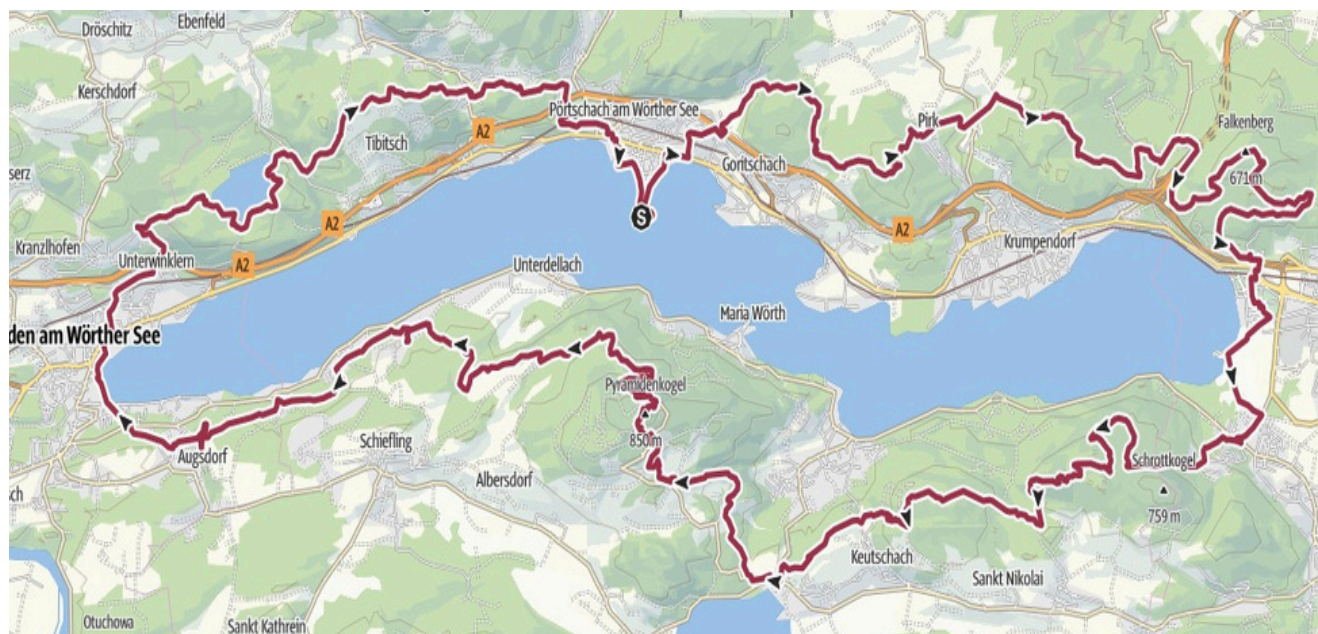 Dröschitz
Ebenfeld
Kerschdorf
Pörtschach am Wörther See
A2
Tibitsch
Pirk
Falkenberg
Goritschach
671 m
serz
S
A2
A2
Kranzlhofen
Unterwinklern
A2
Unterdellach
Krumpendorf
Maria Wörth
den am Wörther See
Pyramidenkogel
850 m
Schiefling
Augsdorf
Albersdorf
Schrottkogel
759 m
sch
Keutschach
Sankt Nikolai
Otuchowa
Sankt Kathrein